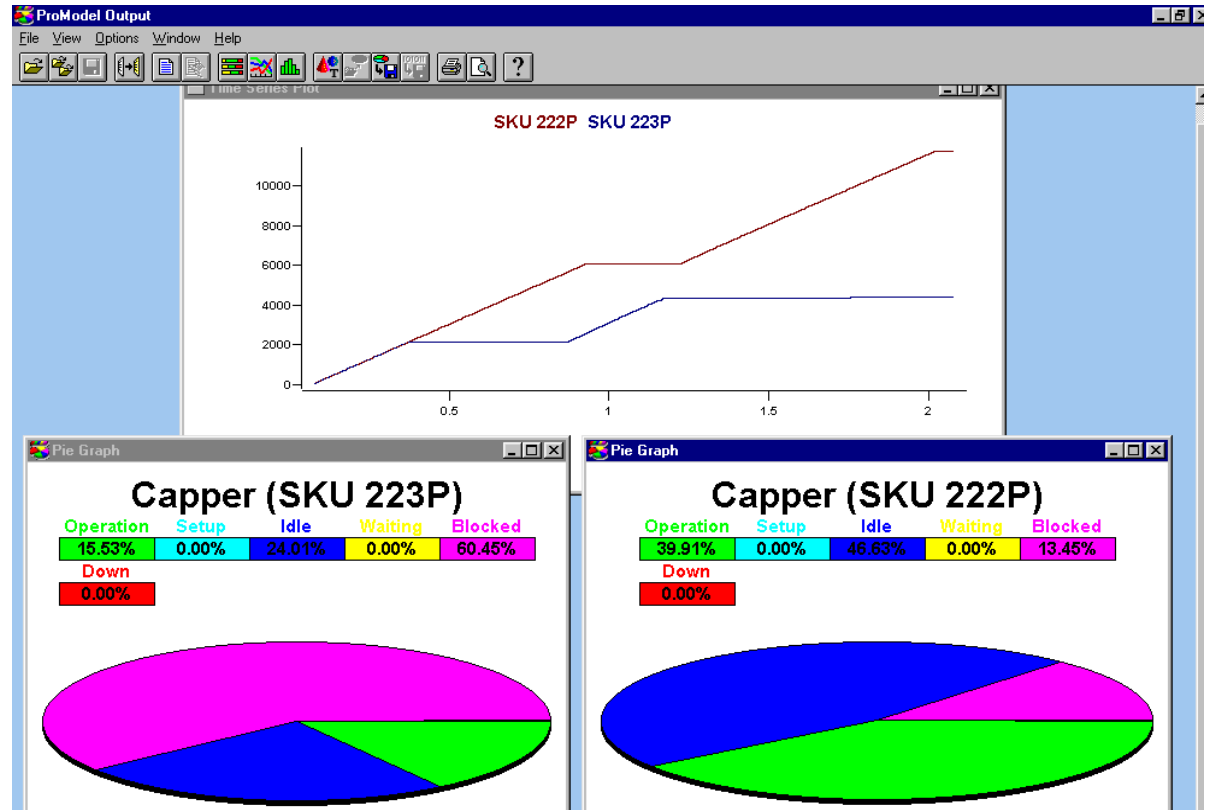 ProModel Output
File View Options Window Help
Time Series Plot
SKU 222P SKU 223P
10000
8000
6000
4000
2000
0
0.5 1 1.5 2
Pie Graph
Capper (SKU 223P)
Operation Setup Idle Waiting Blocked
15.53% 0.00% 24.01% 0.00% 60.45%
Down
0.00%
Pie Graph
Capper (SKU 222P)
Operation Setup Idle Waiting Blocked
39.91% 0.00% 46.63% 0.00% 13.45%
Down
0.00%